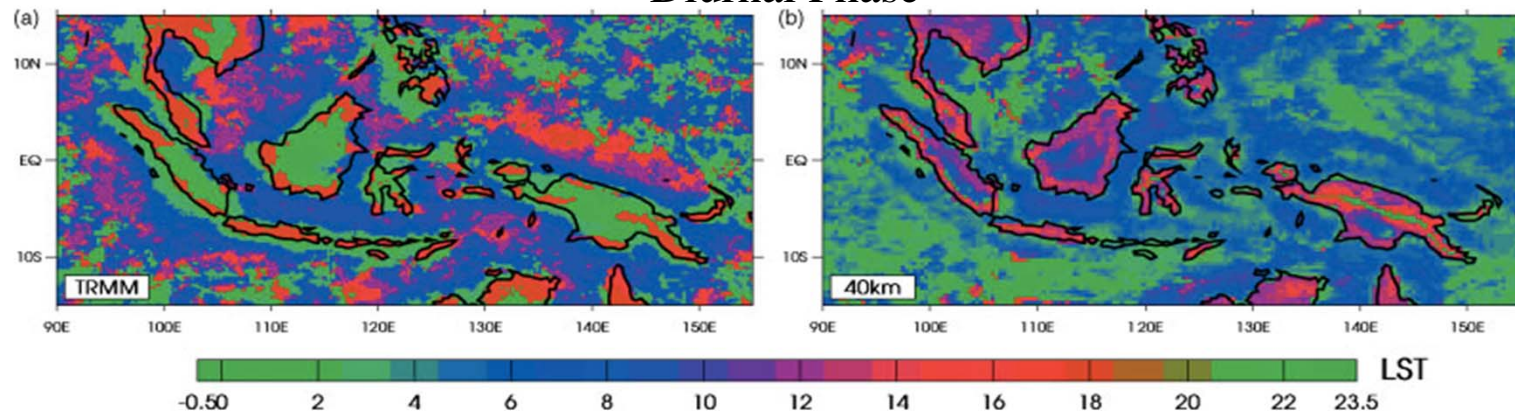 Diurnal Phase
(a) (b)
10N 10N
EQ EQ
10S 10S
TRMM 40km
90E 100E 110E 120E 130E 140E 150E 90E 100E 110E 120E 130E 140E 150E
LST
-0.50 2 4 6 8 10 12 14 16 18 20 22 23.5